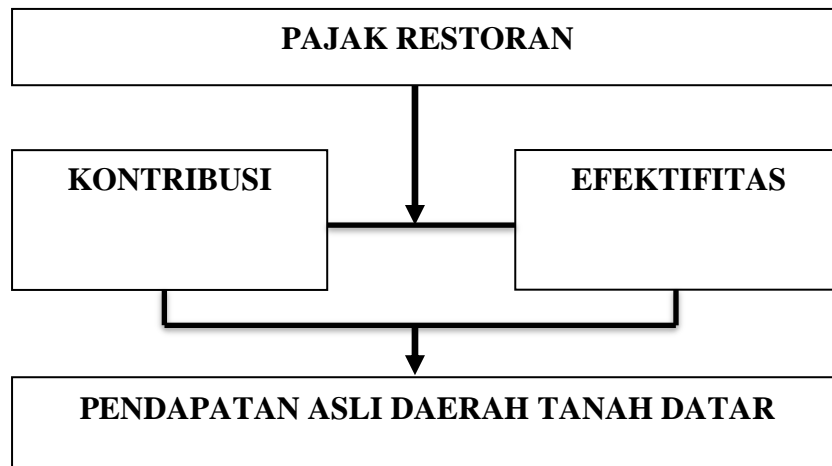 PAJAK RESTORAN
KONTRIBUSI
EFEKTIFITAS
PENDAPATAN ASLI DAERAH TANAH DATAR